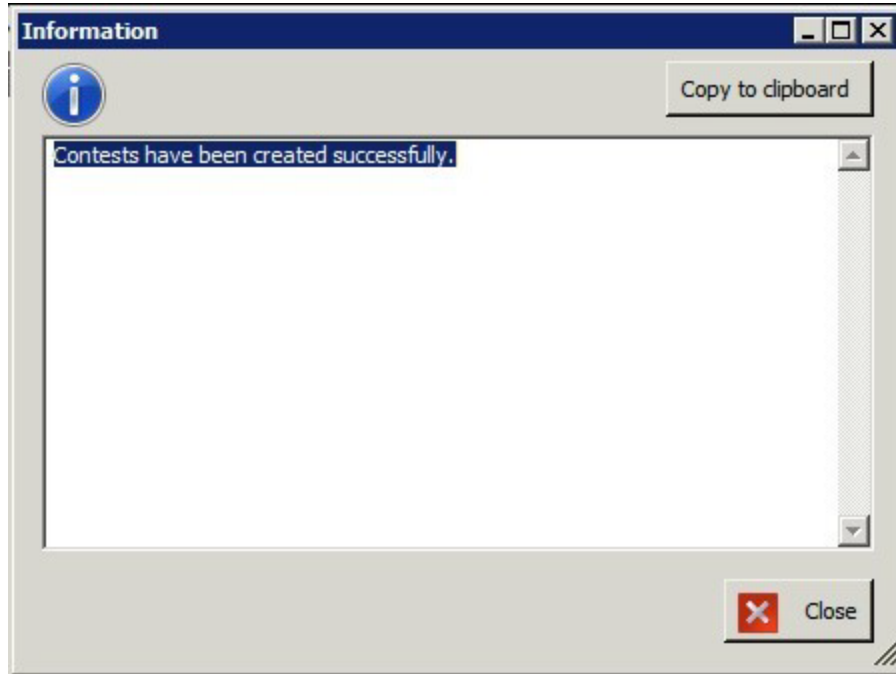 Information
Copy to clipboard
Contests have been created successfully.
Close